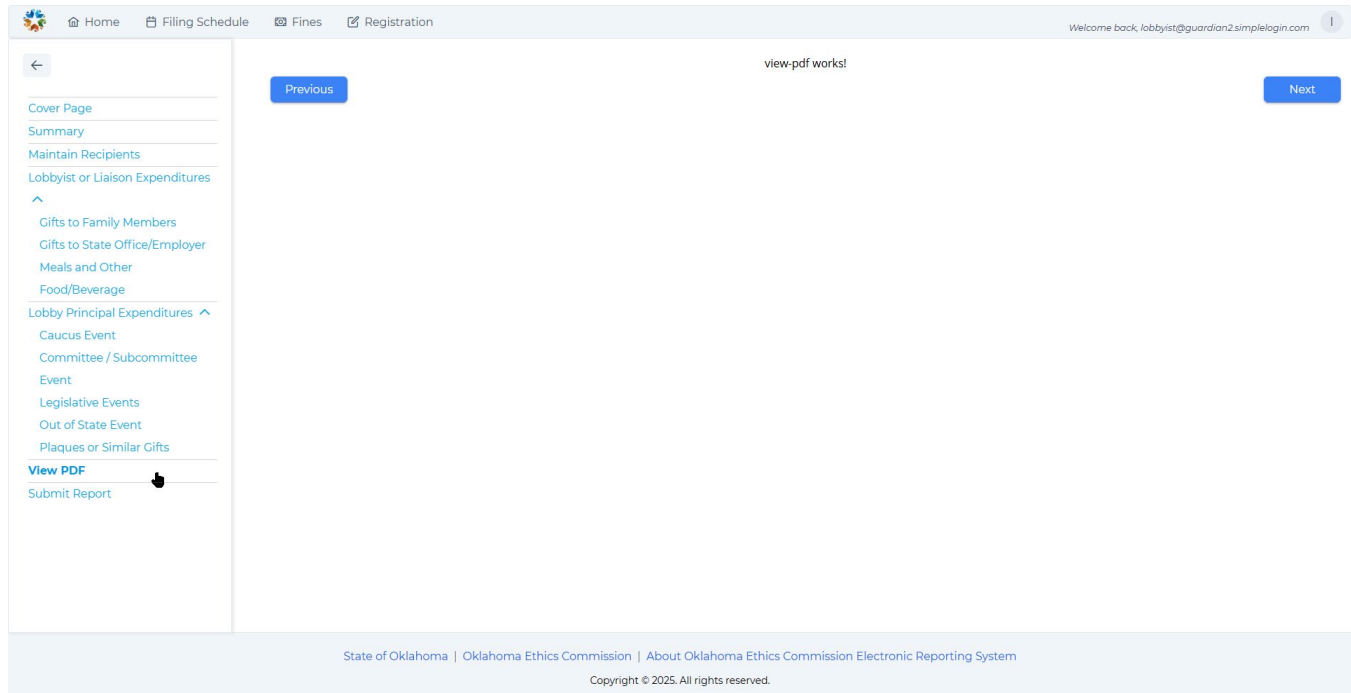 Home Filing Schedule Fines Registration
Welcome back, lobbyist@guardian2.simplelogin.com I
Cover Page
Summary
Maintain Recipients
Lobbyist or Liaison Expenditures
Gifts to Family Members
Gifts to State Office/Employer
Meals and Other
Food/Beverage
Lobby Principal Expenditures
Caucus Event
Committee / Subcommittee
Event
Legislative Events
Out of State Event
Plaques or Similar Gifts
View PDF
Submit Report
view-pdf works!
Previous
Next
State of Oklahoma | Oklahoma Ethics Commission | About Oklahoma Ethics Commission Electronic Reporting System
Copyright © 2025. All rights reserved.